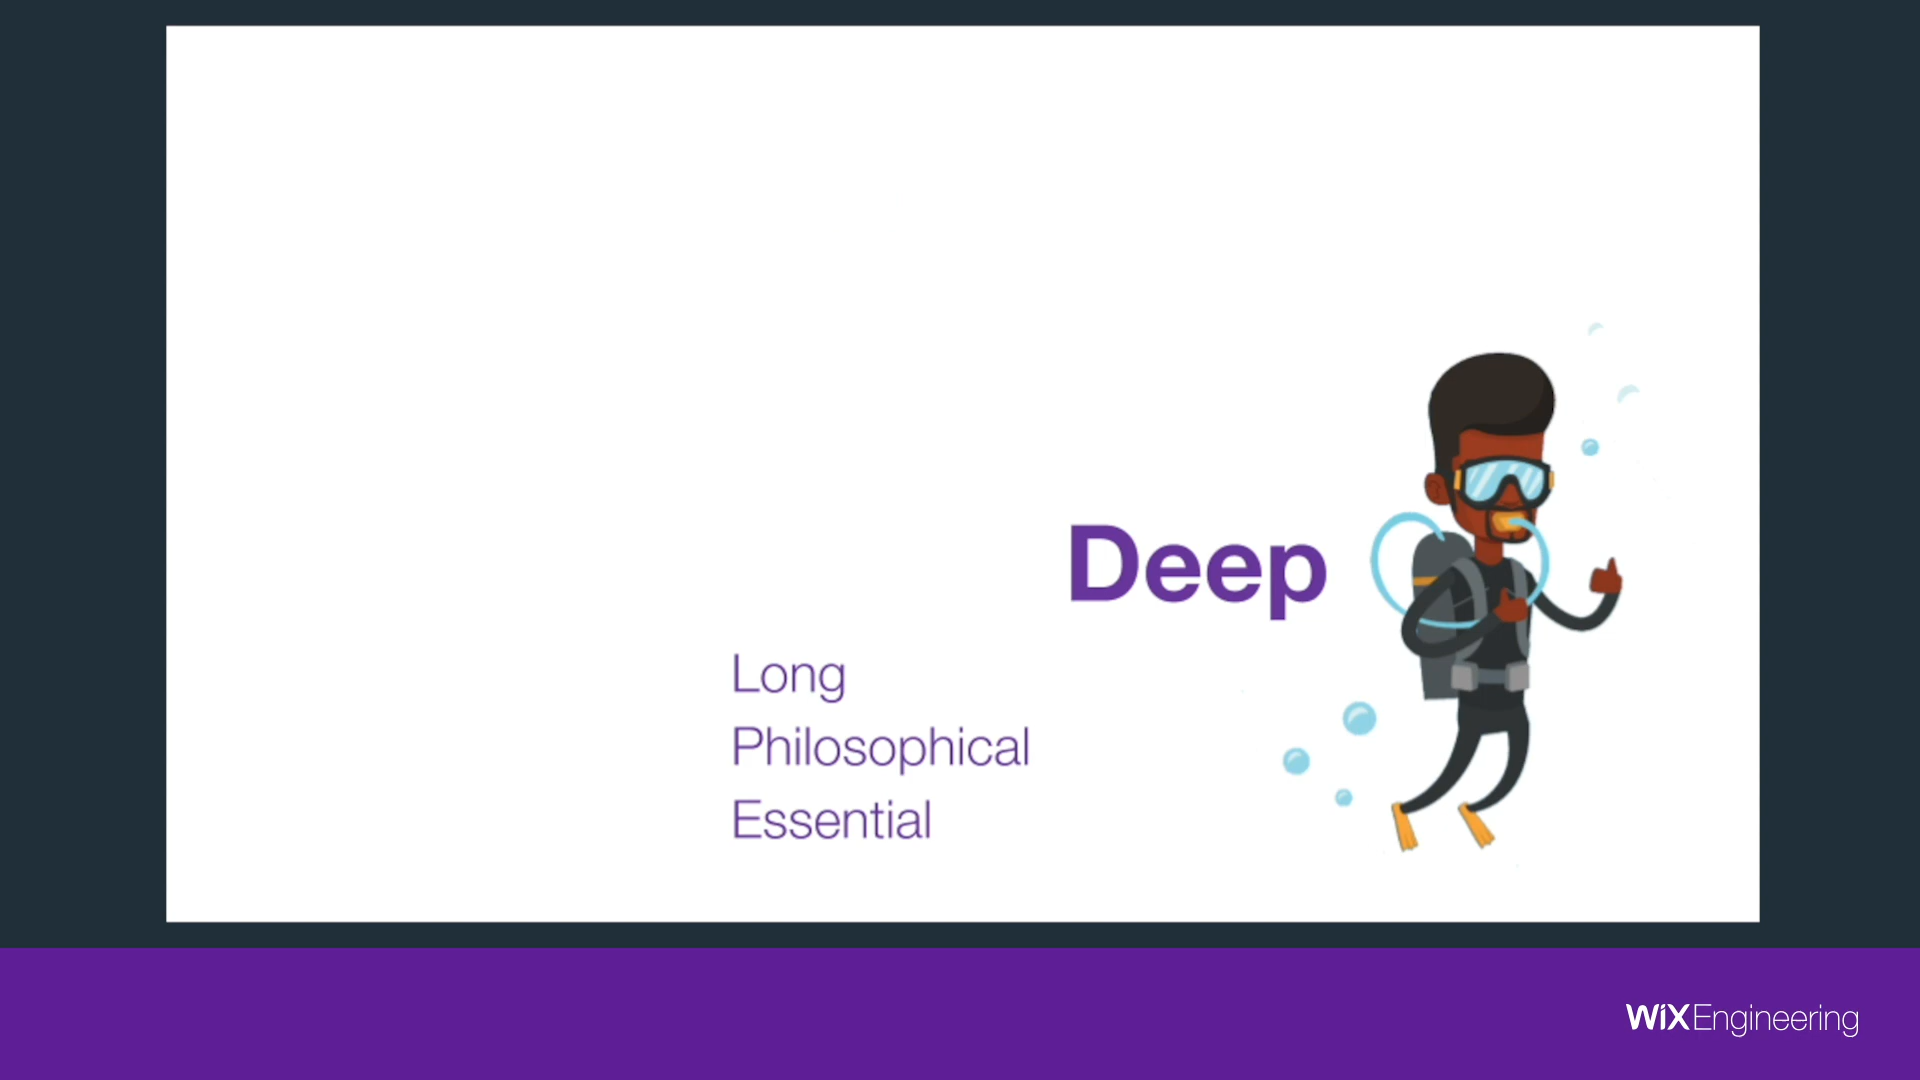 Deep
Long
Philosophical
Essential
WiX Engineering